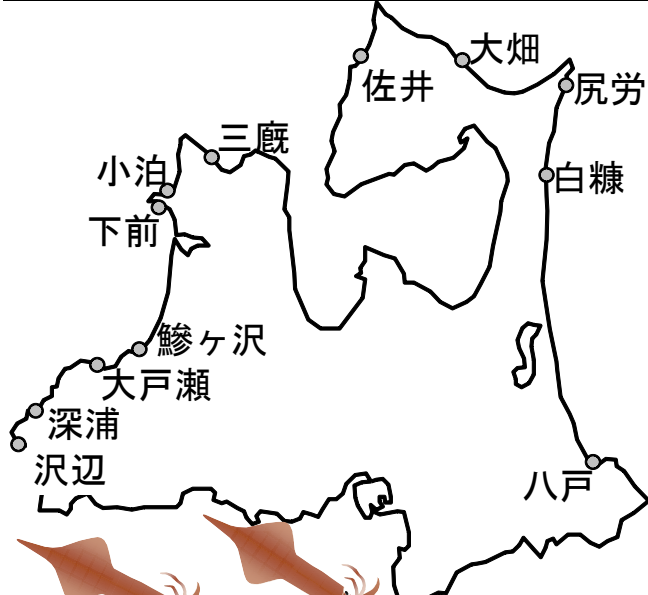 大畑
佐井
尻労
三厩
小泊
白糠
下前
鰺ヶ沢
大戸瀬
深浦
沢辺
八戸